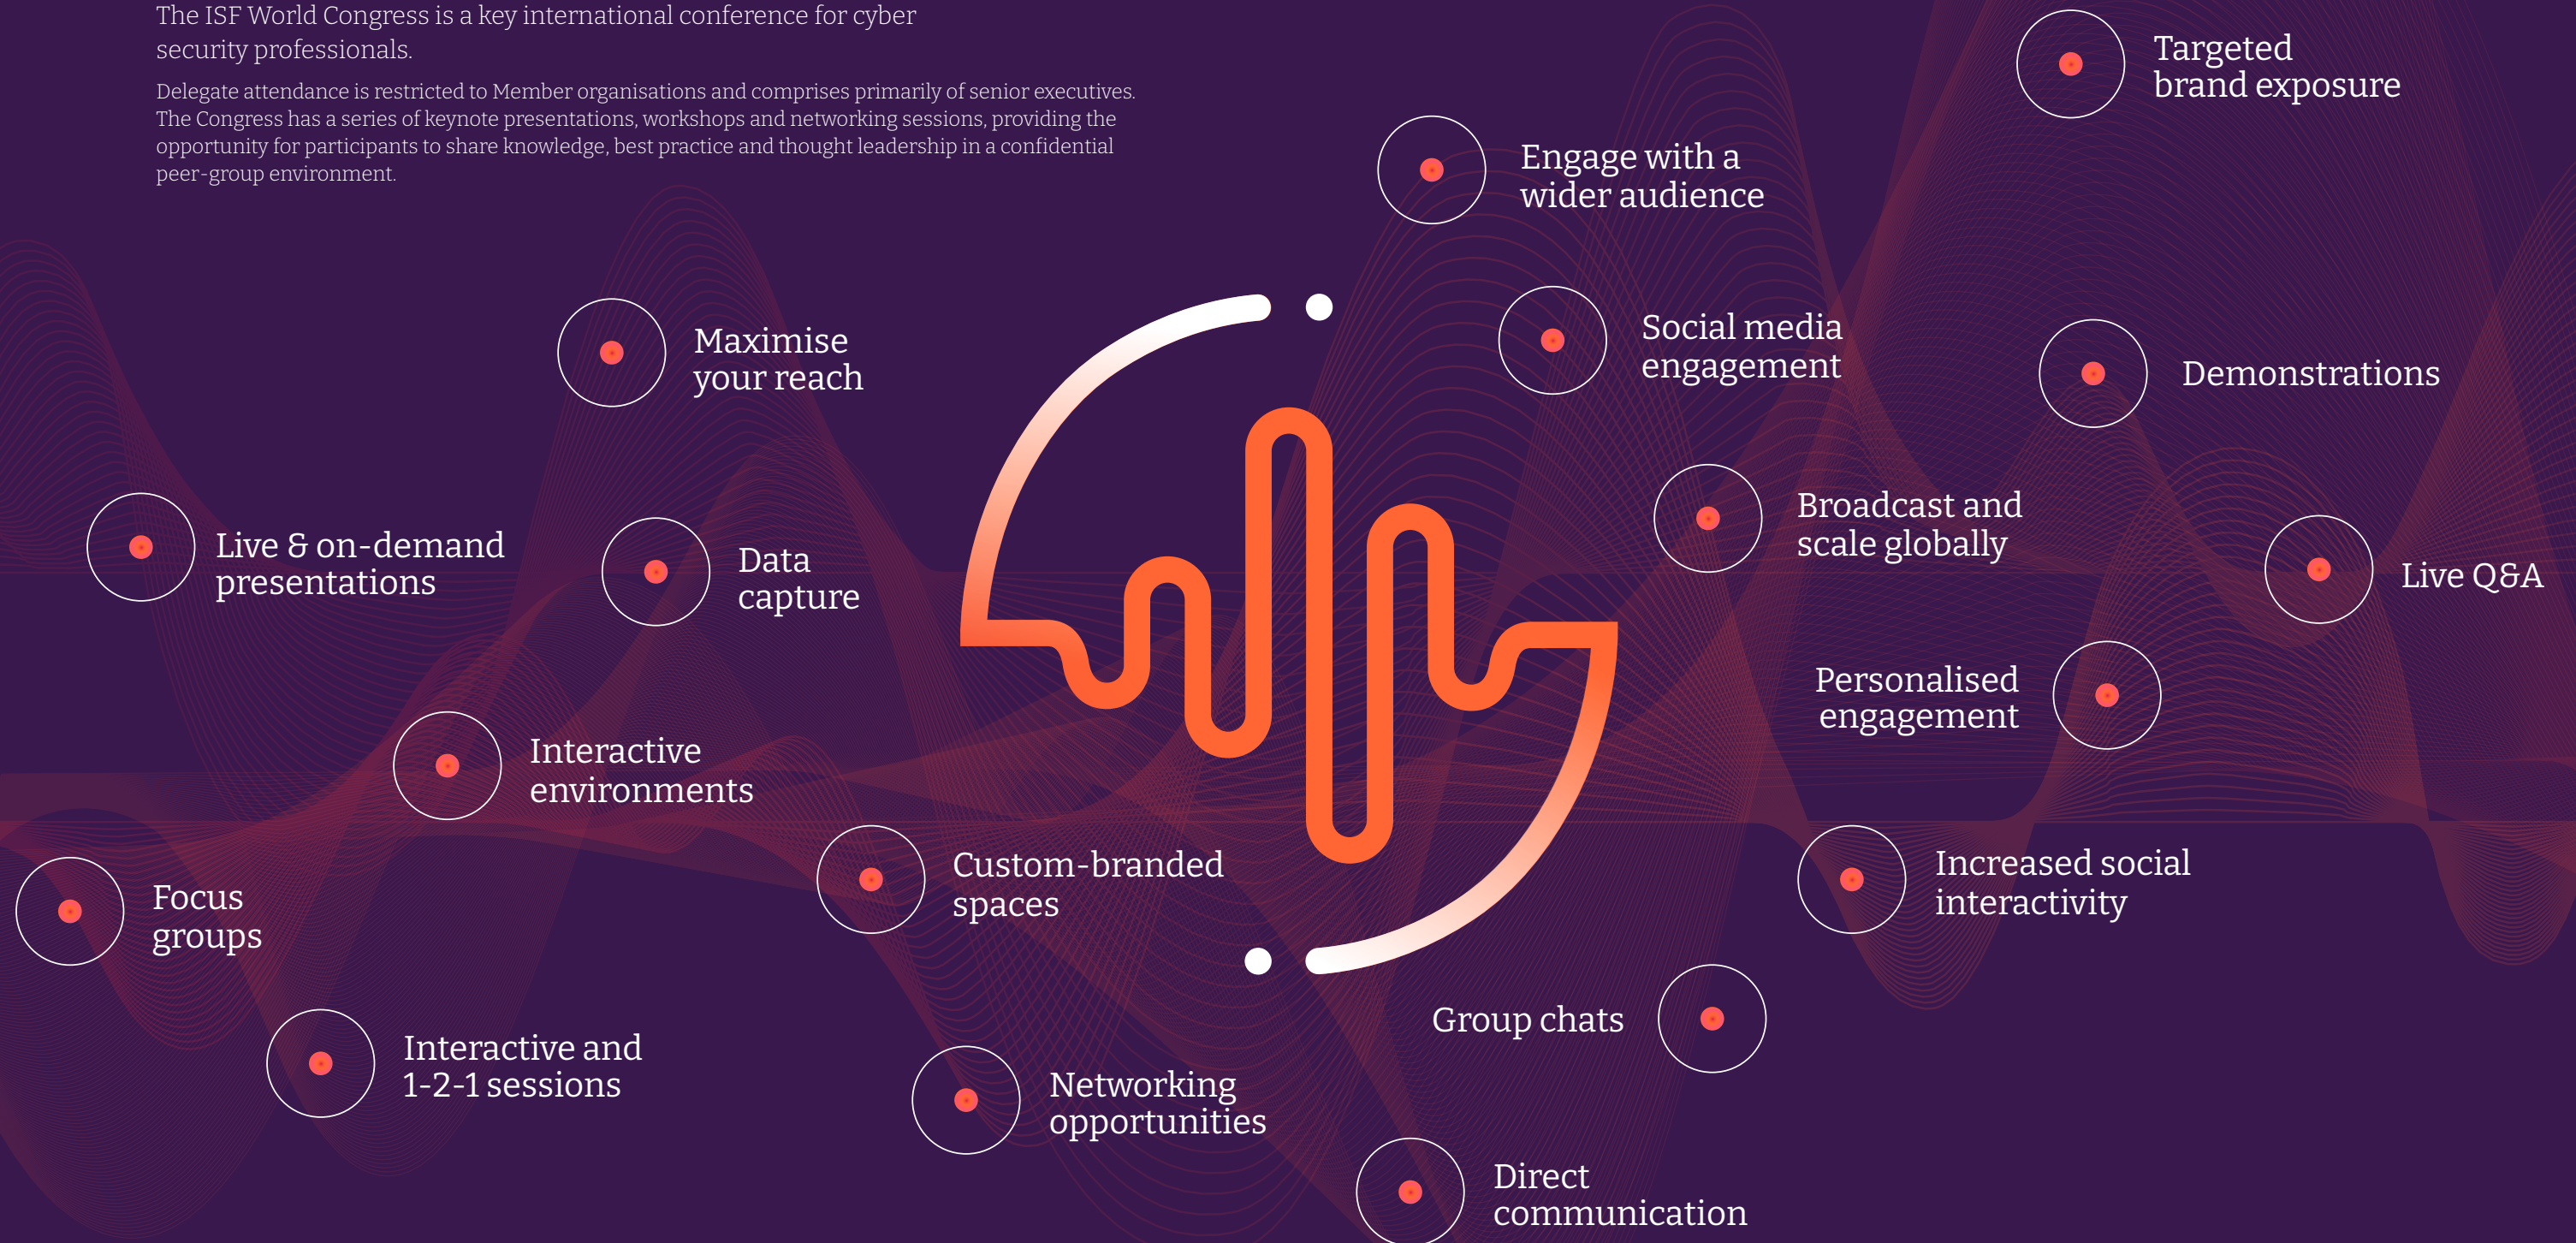 The ISF World Congress is a key international conference for cyber
security professionals.
Delegate attendance is restricted to Member organisations and comprises primarily of senior executives.
The Congress has a series of keynote presentations, workshops and networking sessions, providing the
opportunity for participants to share knowledge, best practice and thought leadership in a confidential
peer-group environment.
Targeted
brand exposure
Engage with a
wider audience
Maximise
your reach
Social media
engagement
Demonstrations
Live & on-demand
presentations
Data
capture
Broadcast and
scale globally
Live Q&A
Personalised
engagement
Interactive
environments
Custom-branded
spaces
Increased social
interactivity
Focus
groups
Group chats
Interactive and
1-2-1 sessions
Networking
opportunities
Direct
communication